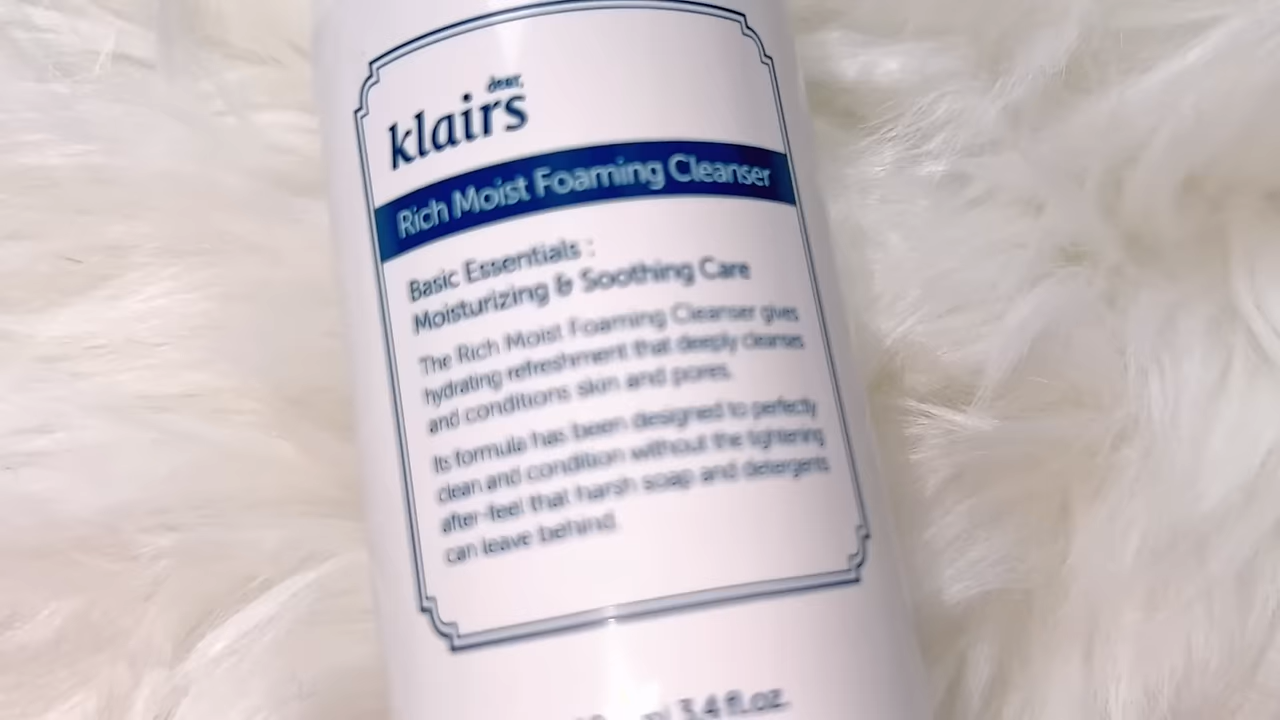 dear,
klairs
Rich Moist Foaming Cleanser
Basic Essentials :
Moisturizing & Soothing Care
The Rich Moist Foaming Cleanser gives
hydrating refreshment that deeply cleanses
and conditions skin and pores.
Its formula has been designed to perfectly
clean and condition without the tightening
after-feel that harsh soap and detergents
can leave behind.
3.4 fl.oz.